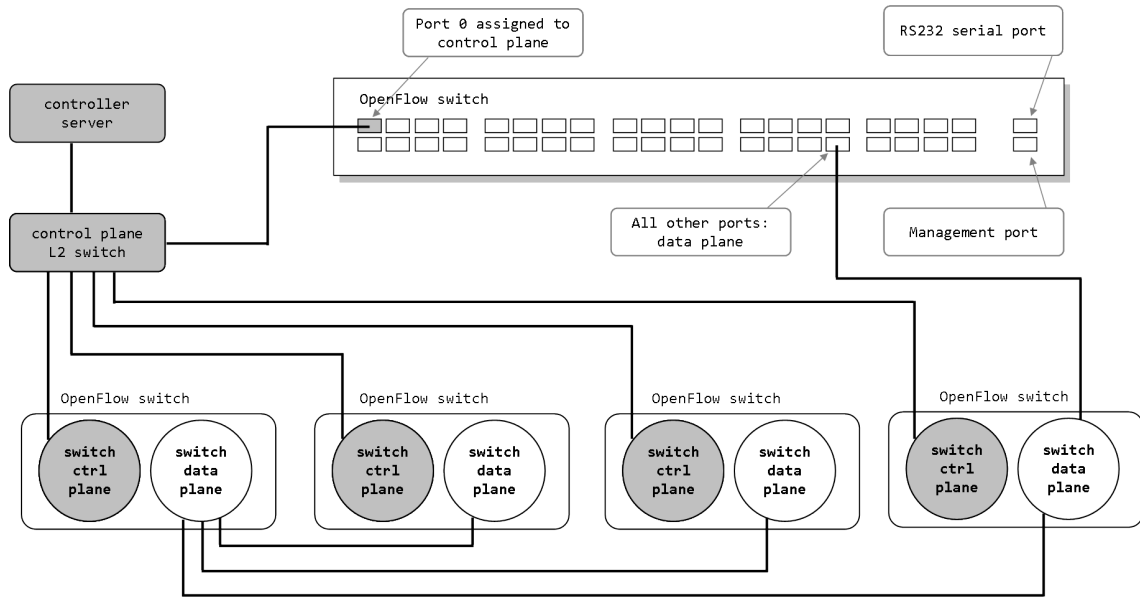 Port 0 assigned to
control plane
RS232 serial port
controller
server
OpenFlow switch
control plane
L2 switch
All other ports:
data plane
Management port
OpenFlow switch
switch
ctrl
plane
switch
data
plane
OpenFlow switch
switch
ctrl
plane
switch
data
plane
OpenFlow switch
switch
ctrl
plane
switch
data
plane
OpenFlow switch
switch
ctrl
plane
switch
data
plane